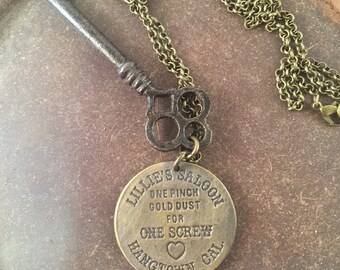 LILLIE'S SALOON
ONE PINCH
GOLD DUST
FOR
ONE SCREW
HANGTOWN, CAL.